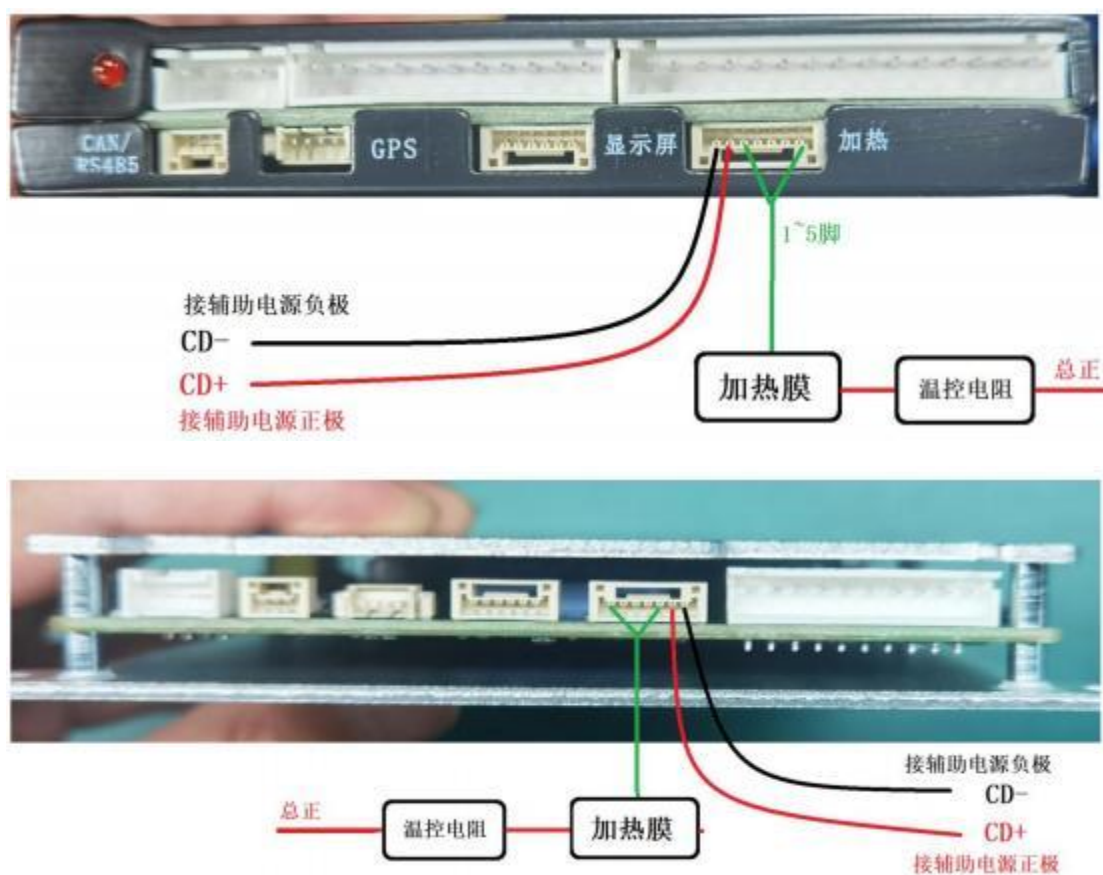 CAN/
RS485
GPS
显示屏
加热
1~5脚
接辅助电源负极
CD-
CD+
接辅助电源正极
加热膜
温控电阻
总正
接辅助电源负极
CD-
CD+
接辅助电源正极
总正
温控电阻
加热膜